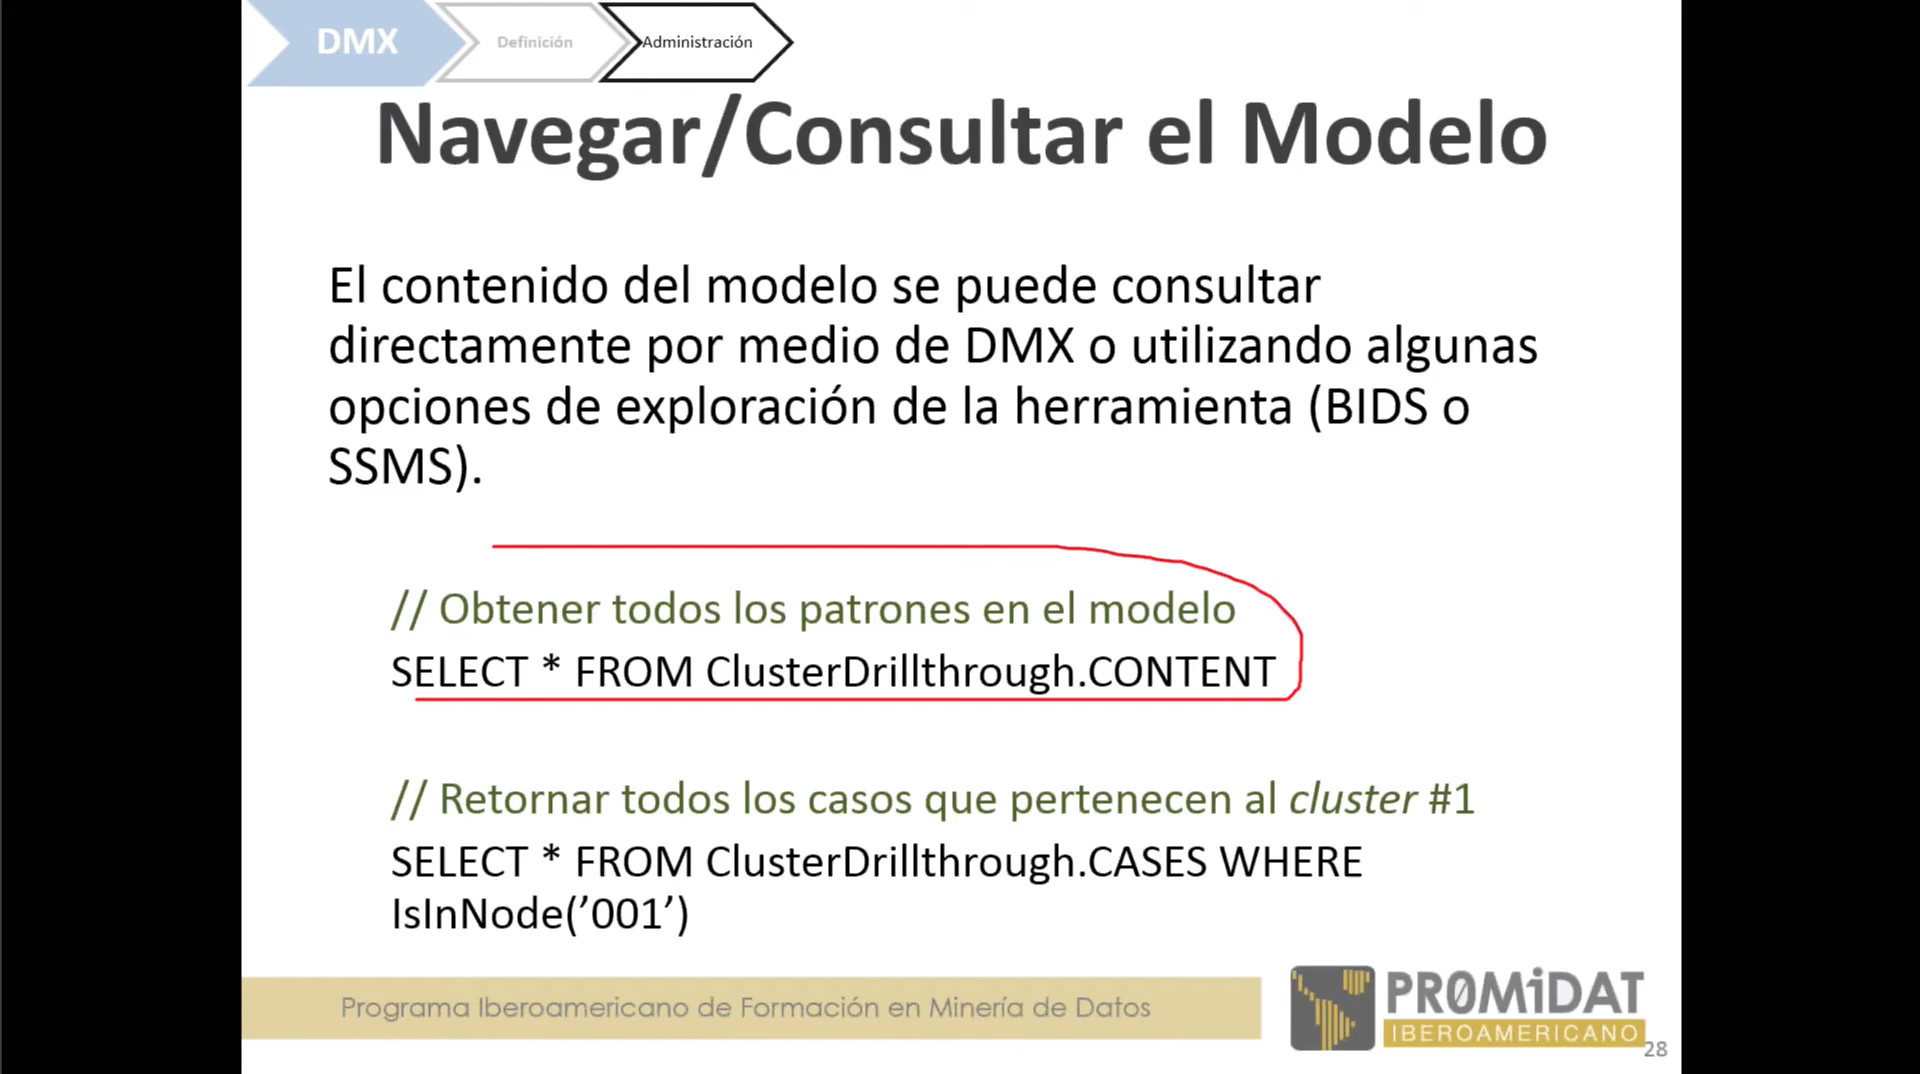 DMX
Definición
Administración
Navegar/Consultar el Modelo
El contenido del modelo se puede consultar
directamente por medio de DMX o utilizando algunas
opciones de exploración de la herramienta (BIDS o
SSMS).
// Obtener todos los patrones en el modelo
SELECT * FROM ClusterDrillthrough.CONTENT
// Retornar todos los casos que pertenecen al cluster #1
SELECT * FROM ClusterDrillthrough.CASES WHERE
IsInNode(’001’)
Programa Iberoamericano de Formación en Minería de Datos
PR0MiDAT
IBEROAMERICANO
28